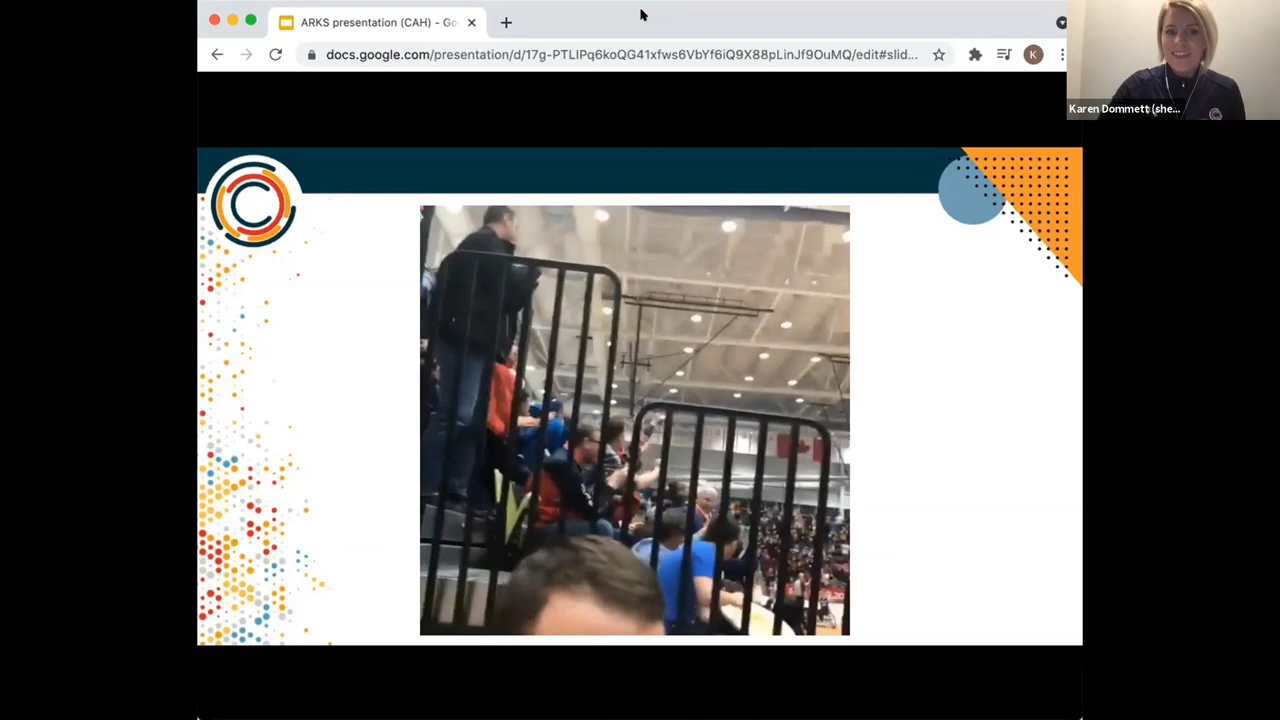 ARKS presentation (CAH) - Go
docs.google.com/presentation/d/17g-PTLIPq6koQG41xfws6VbYf6iQ9X88pLinJf9OuMQ/edit#slid...
K
Karen Dommett (she...